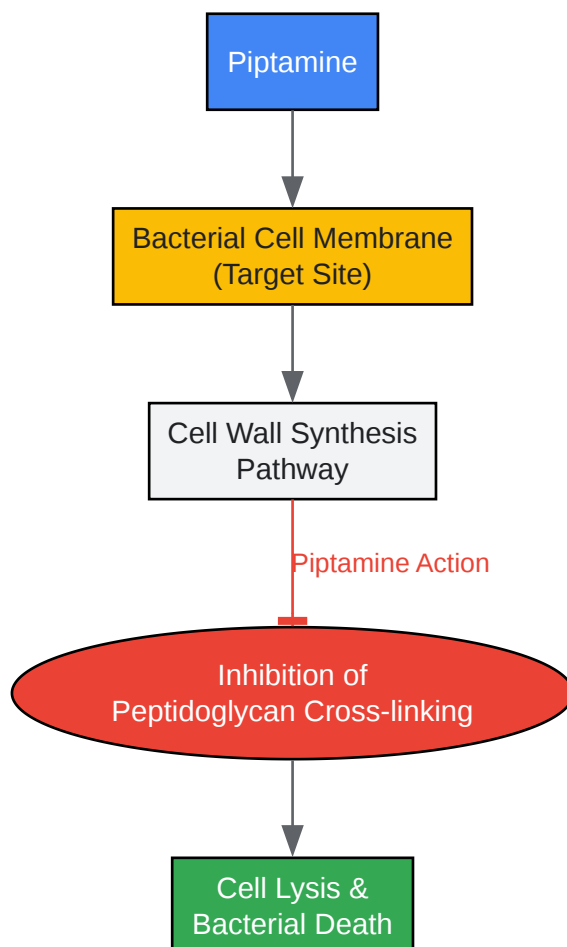 Piptamine
Bacterial Cell Membrane
(Target Site)
Cell Wall Synthesis
Pathway
Piptamine Action
Inhibition of
Peptidoglycan Cross-linking
Cell Lysis &
Bacterial Death